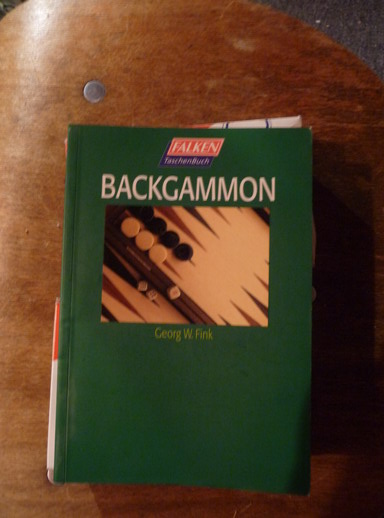 FALKEN
TaschenBuch
BACKGAMMON
Georg W. Fink